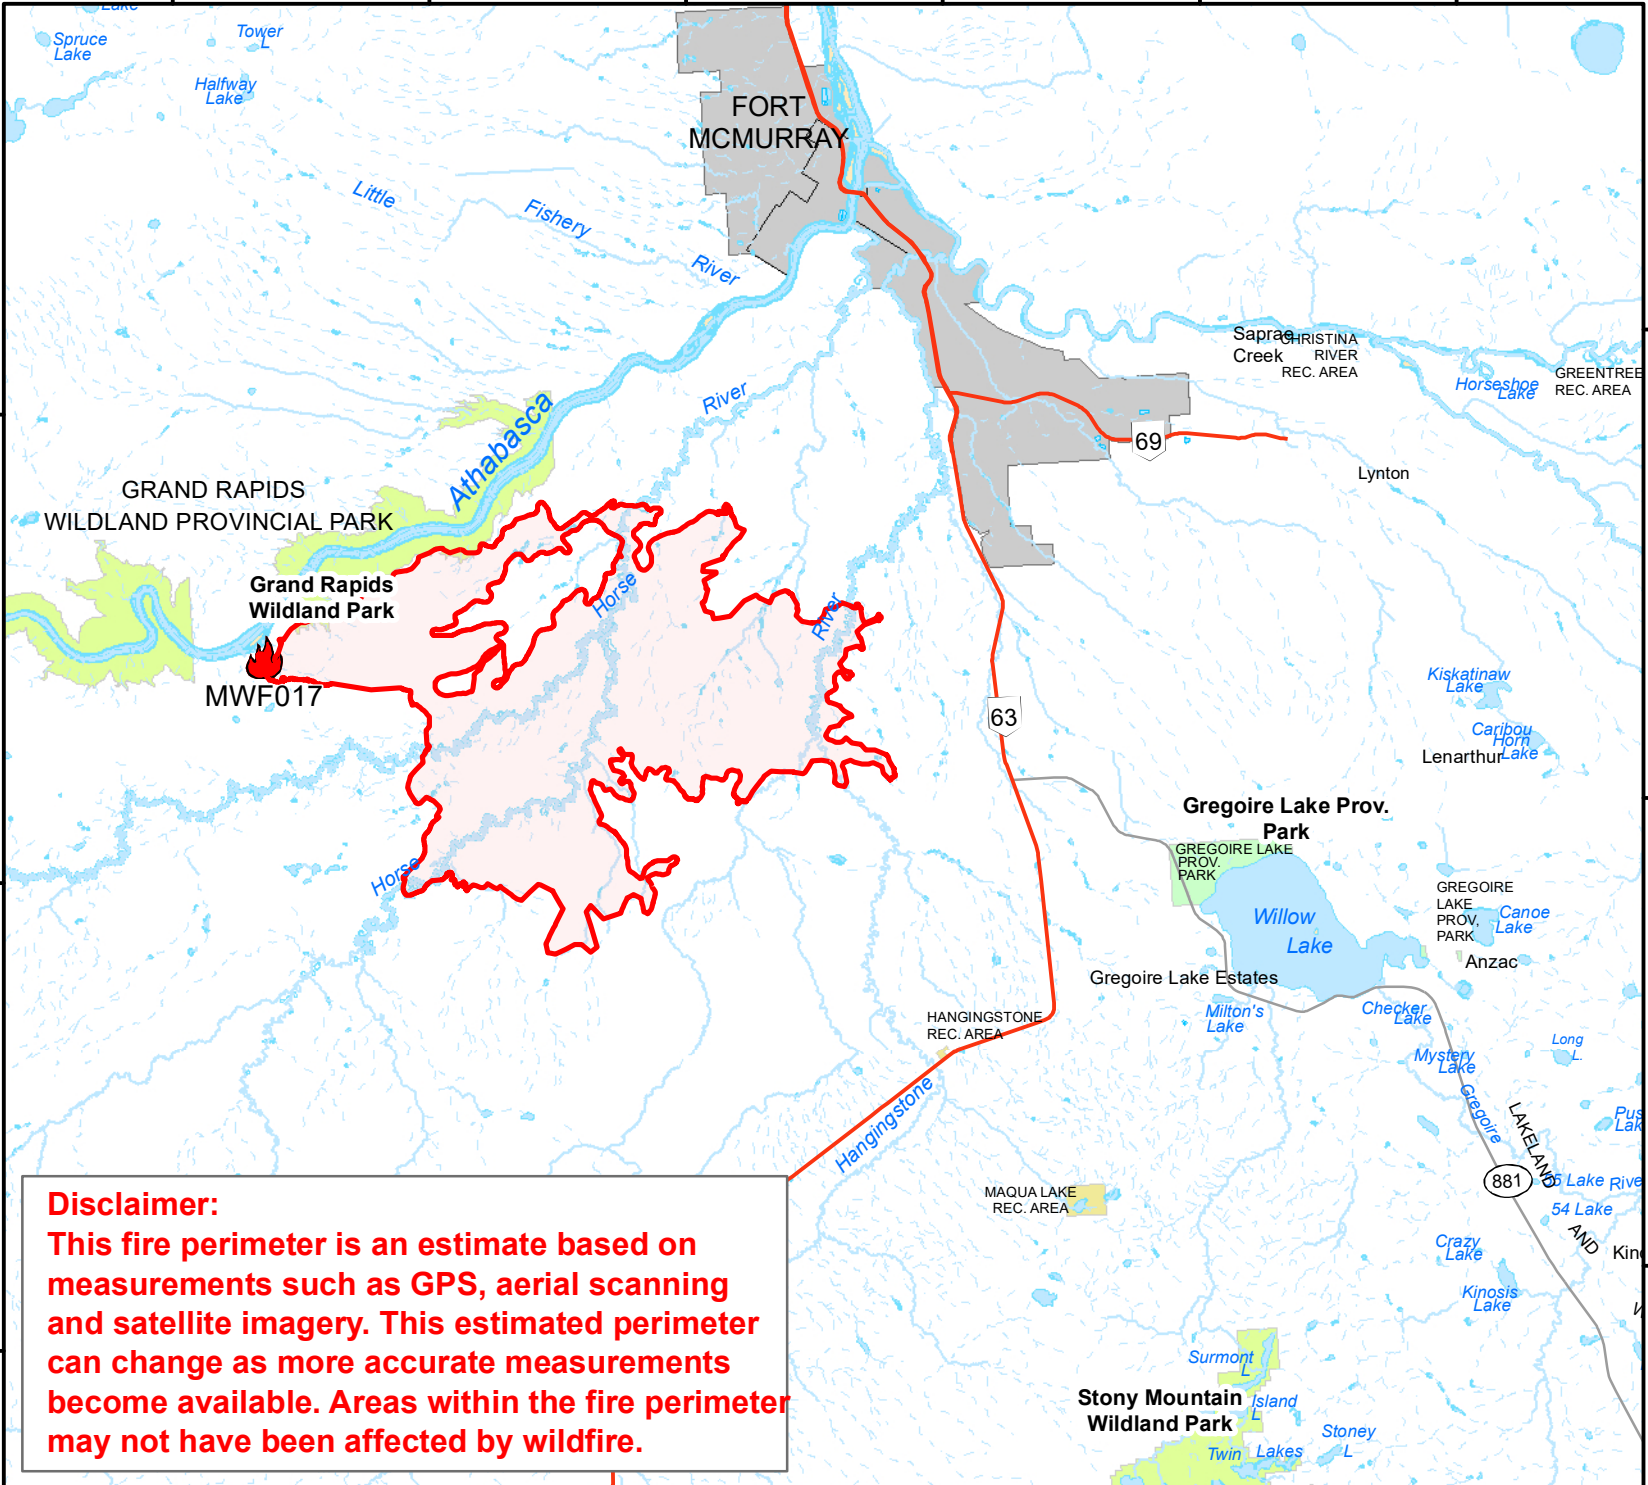 Lake
Spruce
Lake
Tower
L
Halfway
Lake
FORT
MCMURRAY
Little
Fishery
River
Saprae
Creek
CHRISTINA
RIVER
REC. AREA
Horseshoe
Lake
GREENTREE
REC. AREA
River
Athabasca
69
Lynton
GRAND RAPIDS
WILDLAND PROVINCIAL PARK
Grand Rapids
Wildland Park
Horse
River
MWF017
63
Kiskatinaw
Lake
Caribou
Horn
Lake
Lenarthur
Gregoire Lake Prov.
Park
GREGOIRE LAKE
PROV.
PARK
Horse
GREGOIRE
LAKE
PROV,
PARK
Canoe
Lake
Willow
Lake
Anzac
Gregoire Lake Estates
Milton's
Lake
Checker
Lake
HANGINGSTONE
REC. AREA
Long
L.
Mystery
Lake
Gregoire
Hangingstone
LAKELAND
Pus
Lak
881
55 Lake
Rive
54 Lake
MAQUA LAKE
REC. AREA
AND
Crazy
Lake
Kin
Kinosis
Lake
Surmont
L
Stony Mountain
Wildland Park
Island
L
Stoney
L
Twin
Lakes
Disclaimer:
This fire perimeter is an estimate based on
measurements such as GPS, aerial scanning
and satellite imagery. This estimated perimeter
can change as more accurate measurements
become available. Areas within the fire perimeter
may not have been affected by wildfire.